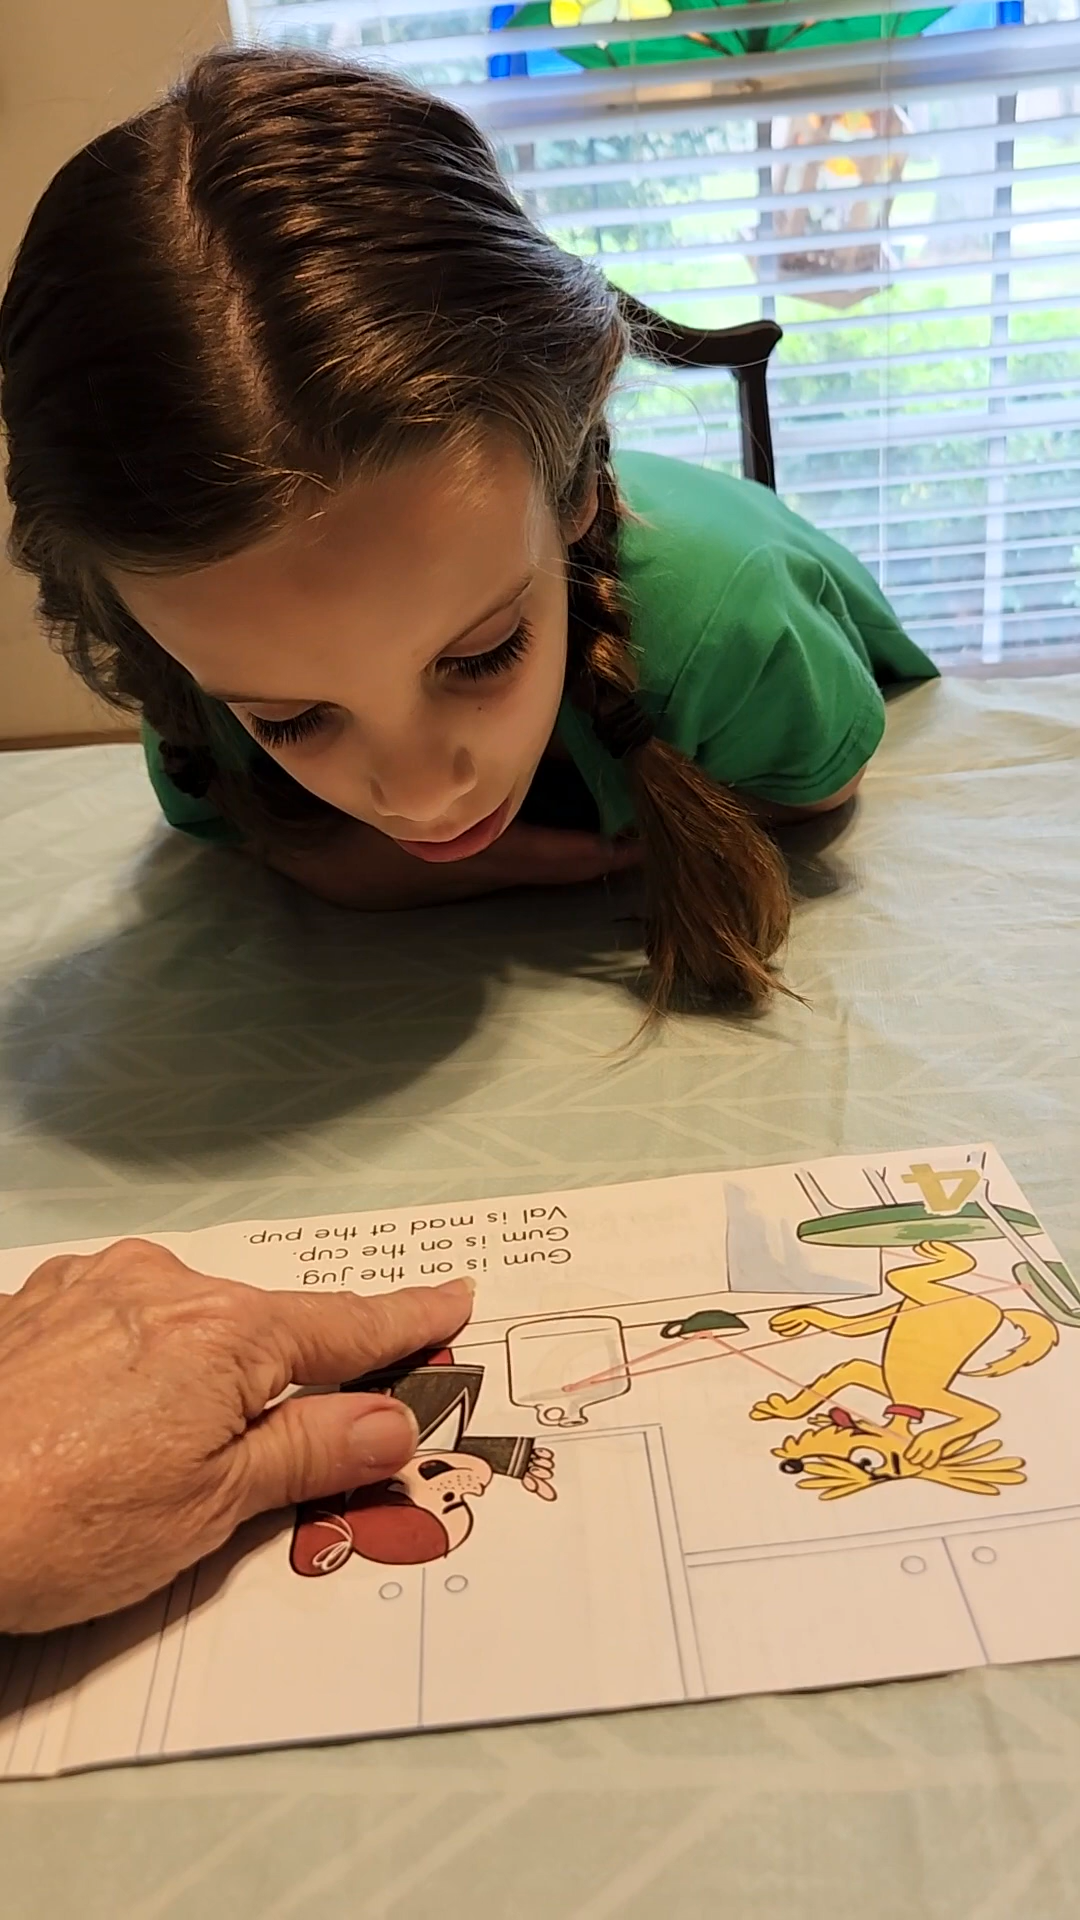 Gum is on the jug.
Gum is on the cup.
Val is mad at the pup.
4